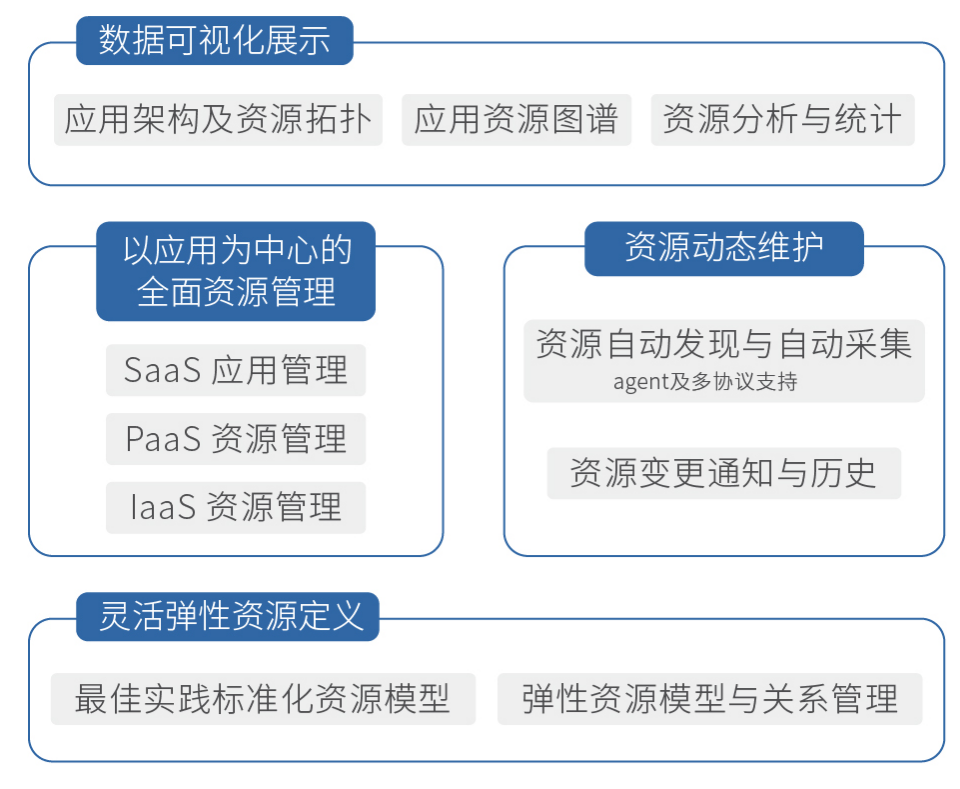 数据可视化展示
应用架构及资源拓扑
应用资源图谱
资源分析与统计
以应用为中心的
全面资源管理
SaaS 应用管理
PaaS 资源管理
IaaS 资源管理
资源动态维护
资源自动发现与自动采集
agent及多协议支持
资源变更通知与历史
灵活弹性资源定义
最佳实践标准化资源模型
弹性资源模型与关系管理